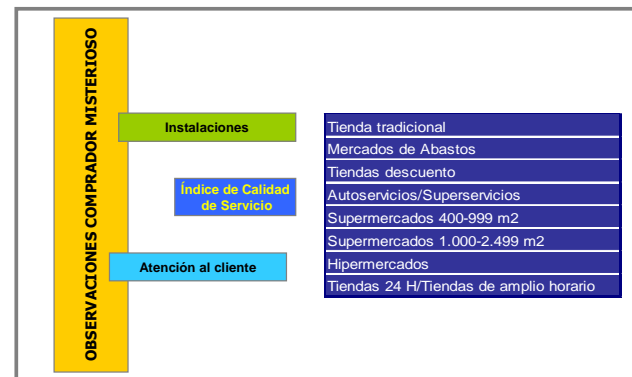 OBSERVACIONES COMPRADOR MISTERIOSO
Instalaciones
Índice de Calidad
de Servicio
Atención al cliente
Tienda tradicional
Mercados de Abastos
Tiendas descuento
Autoservicios/Superservicios
Supermercados 400-999 m2
Supermercados 1.000-2.499 m2
Hipermercados
Tiendas 24 H/Tiendas de amplio horario